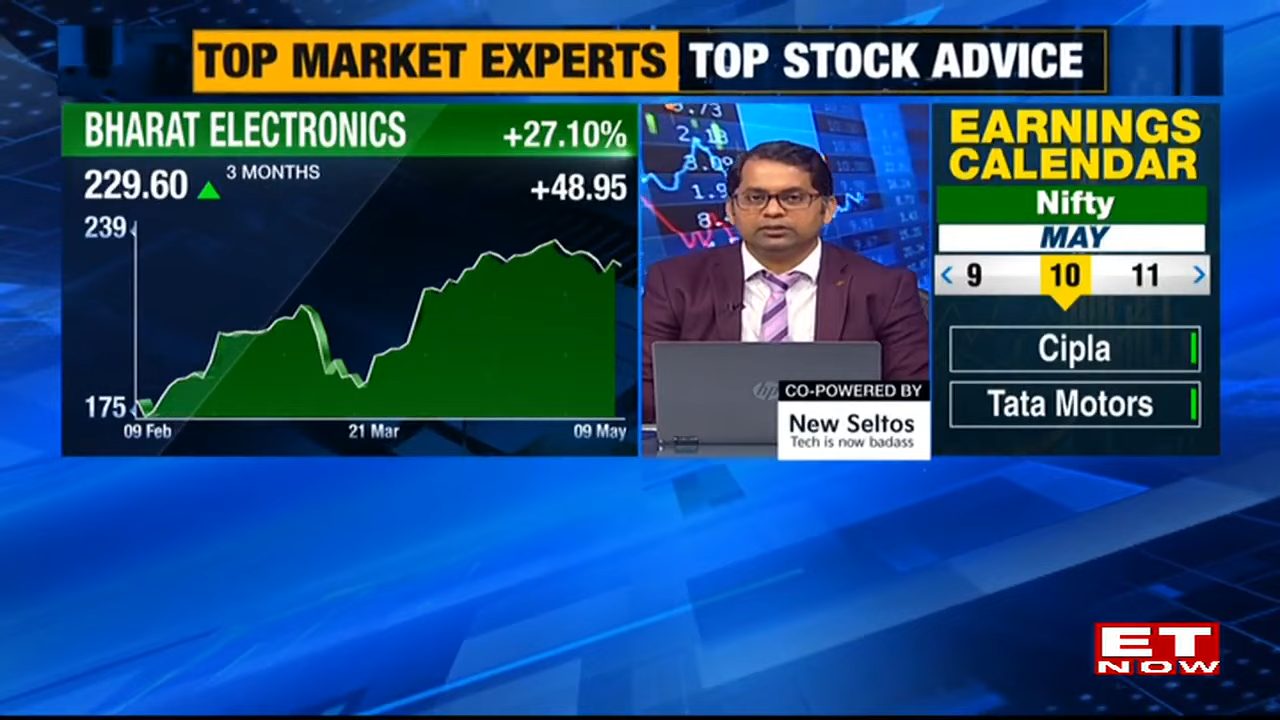 TOP MARKET EXPERTS TOP STOCK ADVICE
BHARAT ELECTRONICS +27.10%
229.60 3 MONTHS +48.95
239
175
09 Feb 21 Mar 09 May
hp
CO-POWERED BY
New Seltos
Tech is now badass
EARNINGS
CALENDAR
Nifty
MAY
9 10 11
Cipla
Tata Motors
ET
NOW